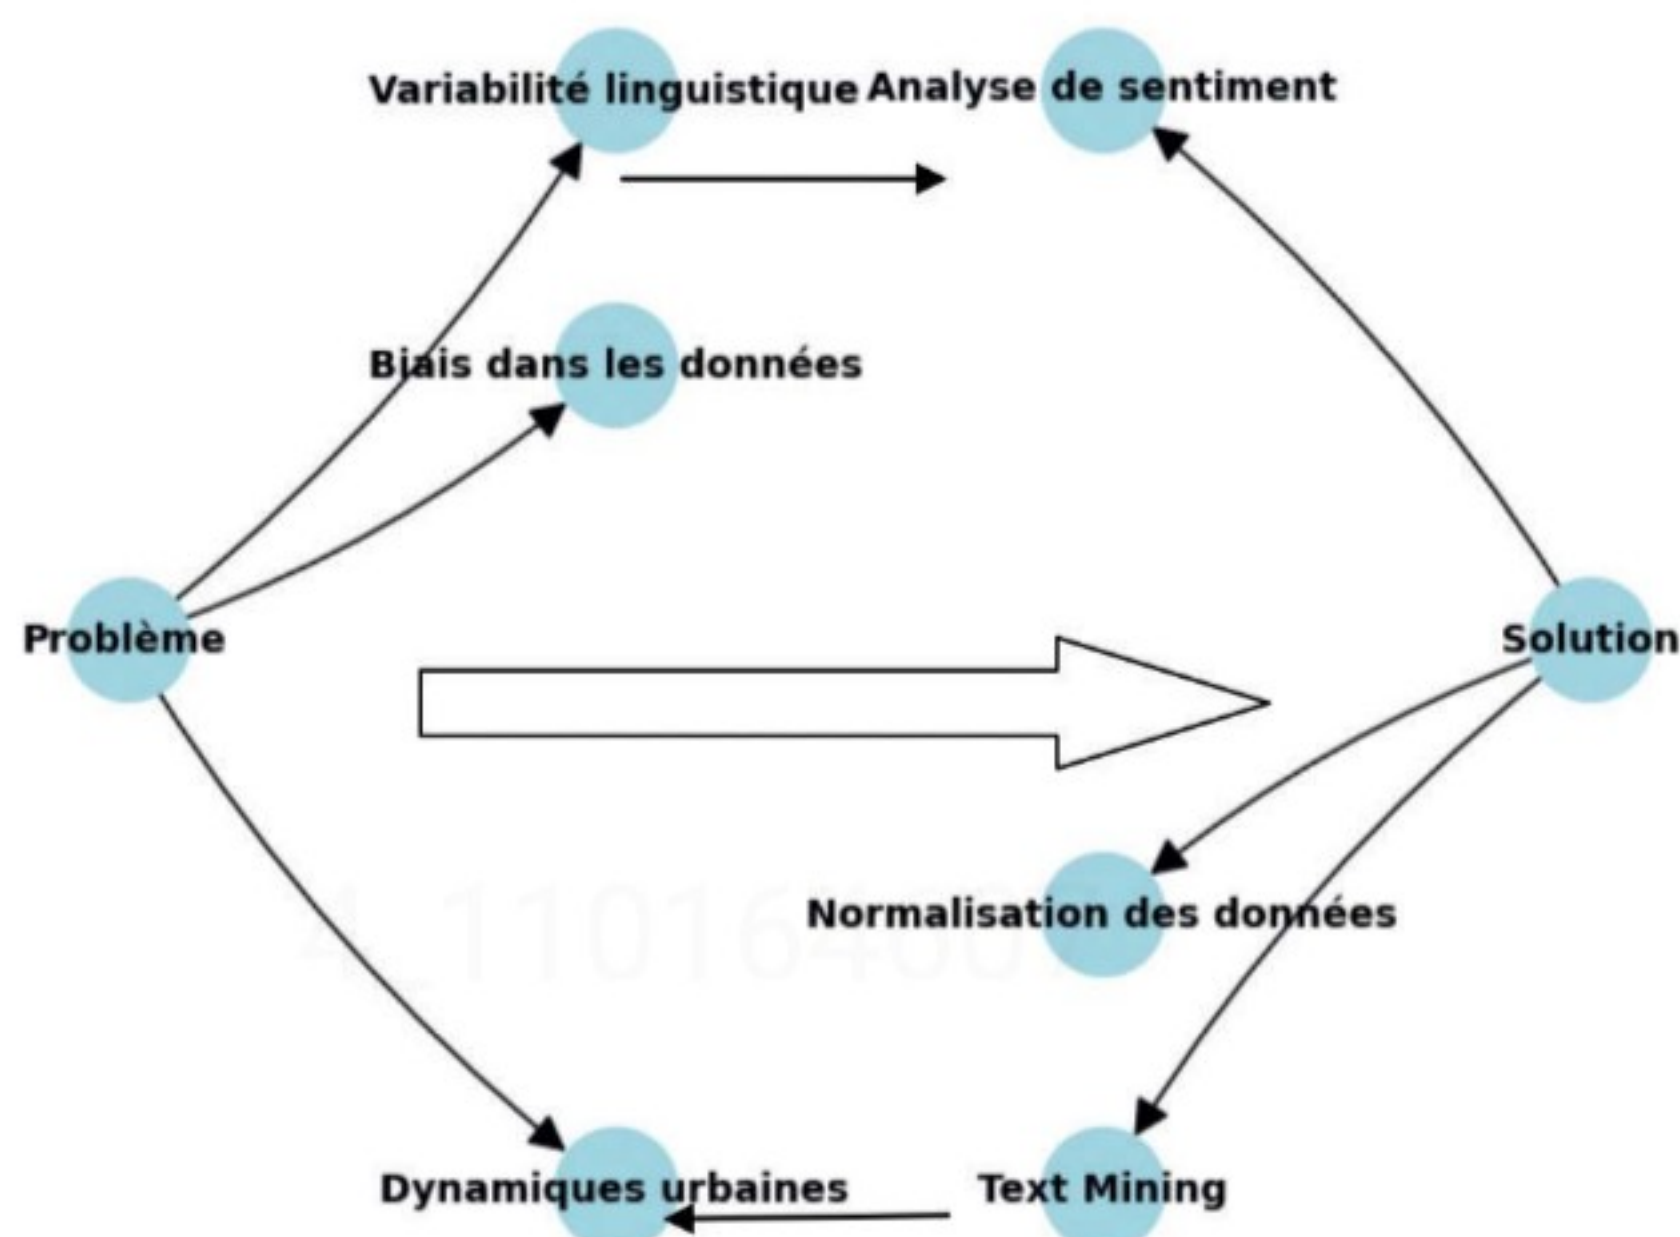 Variabilité linguistique
Analyse de sentiment
Biais dans les données
Problème
Solution
Normalisation des données
Dynamiques urbaines
Text Mining